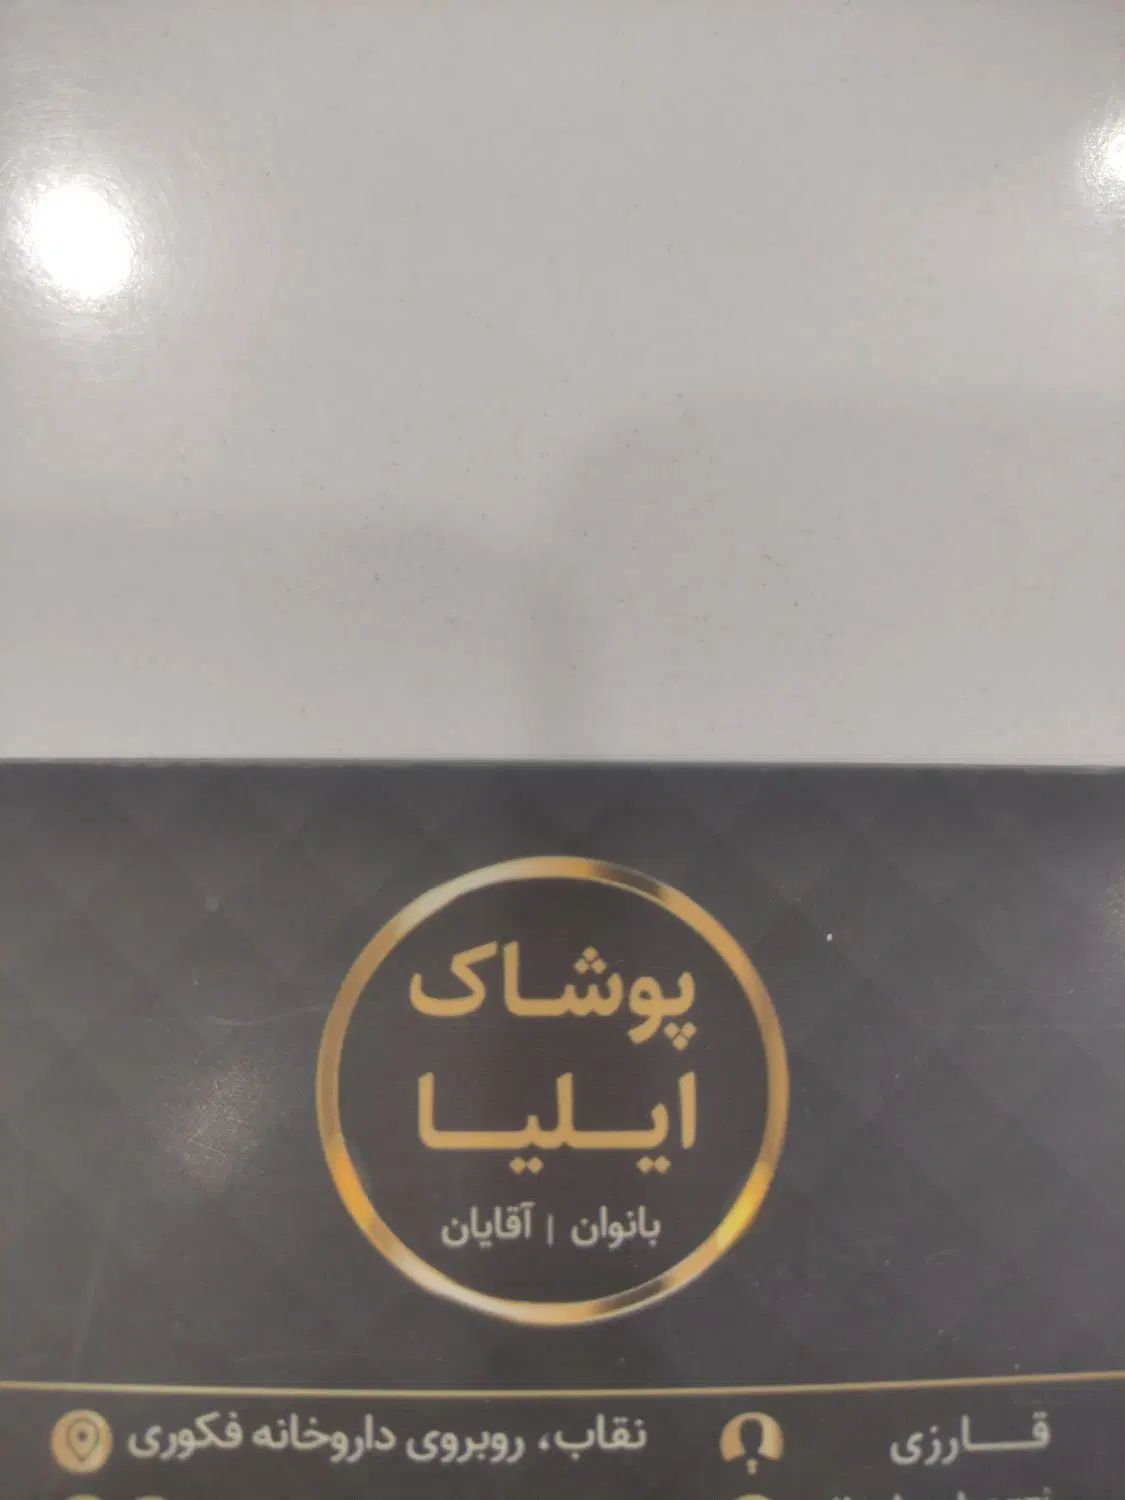 پوشاک
ایلیا
بانوان | آقایان
قارزی
نقاب، روبروی داروخانه فکوری